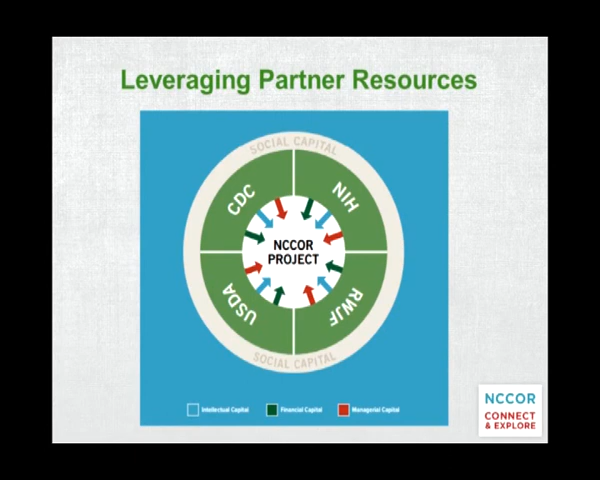 Leveraging Partner Resources
SOCIAL CAPITAL
CDC
NIH
NCCOR
PROJECT
USDA
RWJF
SOCIAL CAPITAL
Intellectual Capital
Financial Capital
Managerial Capital
NCCOR
CONNECT
& EXPLORE